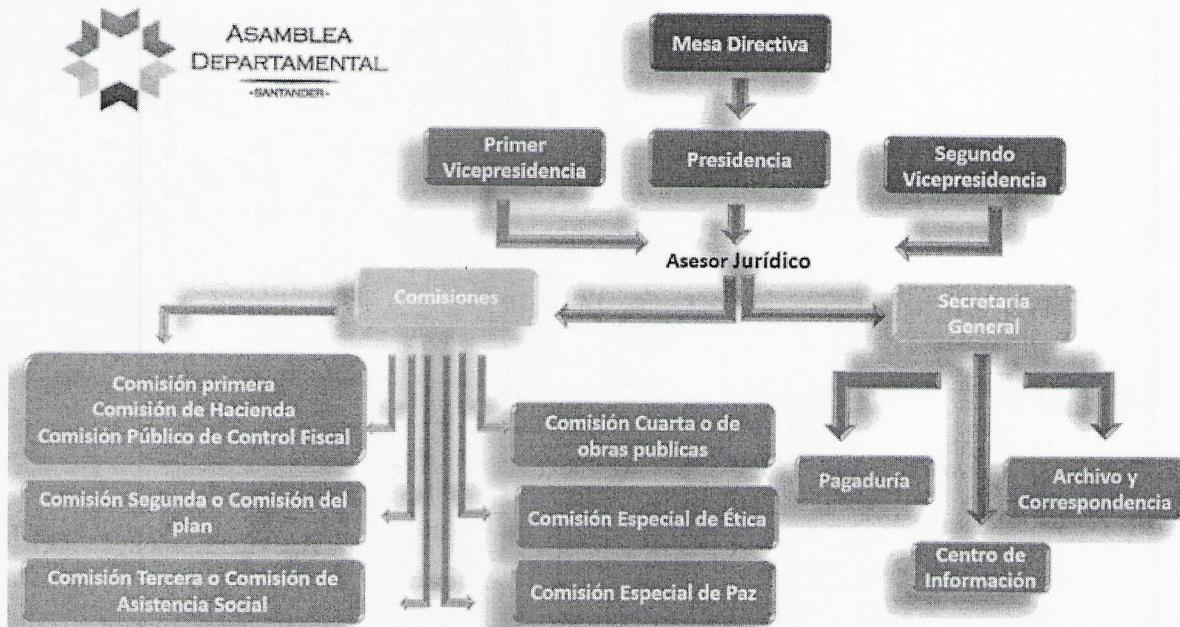 ASAMBLEA
DEPARTAMENTAL
-SANTANDER-
Mesa Directiva
Primer
Vicepresidencia
Presidencia
Segundo
Vicepresidencia
Asesor Jurídico
Comisiones
Secretaría
General
Comisión primera
Comisión de Hacienda
Comisión Público de Control Fiscal
Comisión Cuarta o de
obras publicas
Comisión Segunda o Comisión del
plan
Comisión Especial de Ética
Comisión Tercera o Comisión de
Asistencia Social
Comisión Especial de Paz
Pagaduría
Archivo y
Correspondencia
Centro de
Información